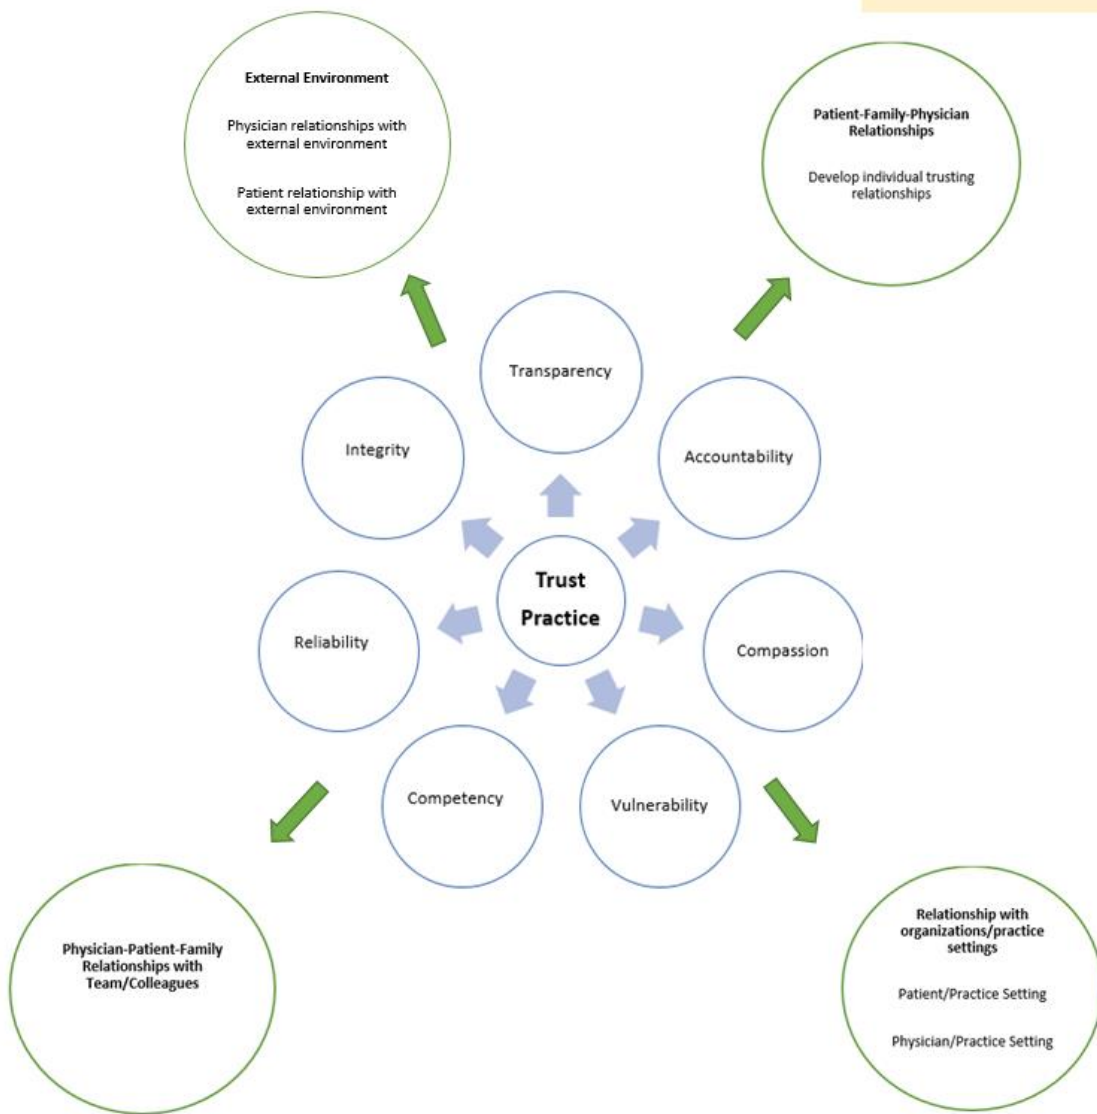 External Environment
Physician relationships with
external environment
Patient relationship with
external environment
Patient-Family-Physician
Relationships
Develop individual trusting
relationships
Transparency
Integrity
Accountability
Trust
Practice
Reliability
Compassion
Competency
Vulnerability
Physician-Patient-Family
Relationships with
Team/Colleagues
Relationship with
organizations/practice
settings
Patient/Practice Setting
Physician/Practice Setting